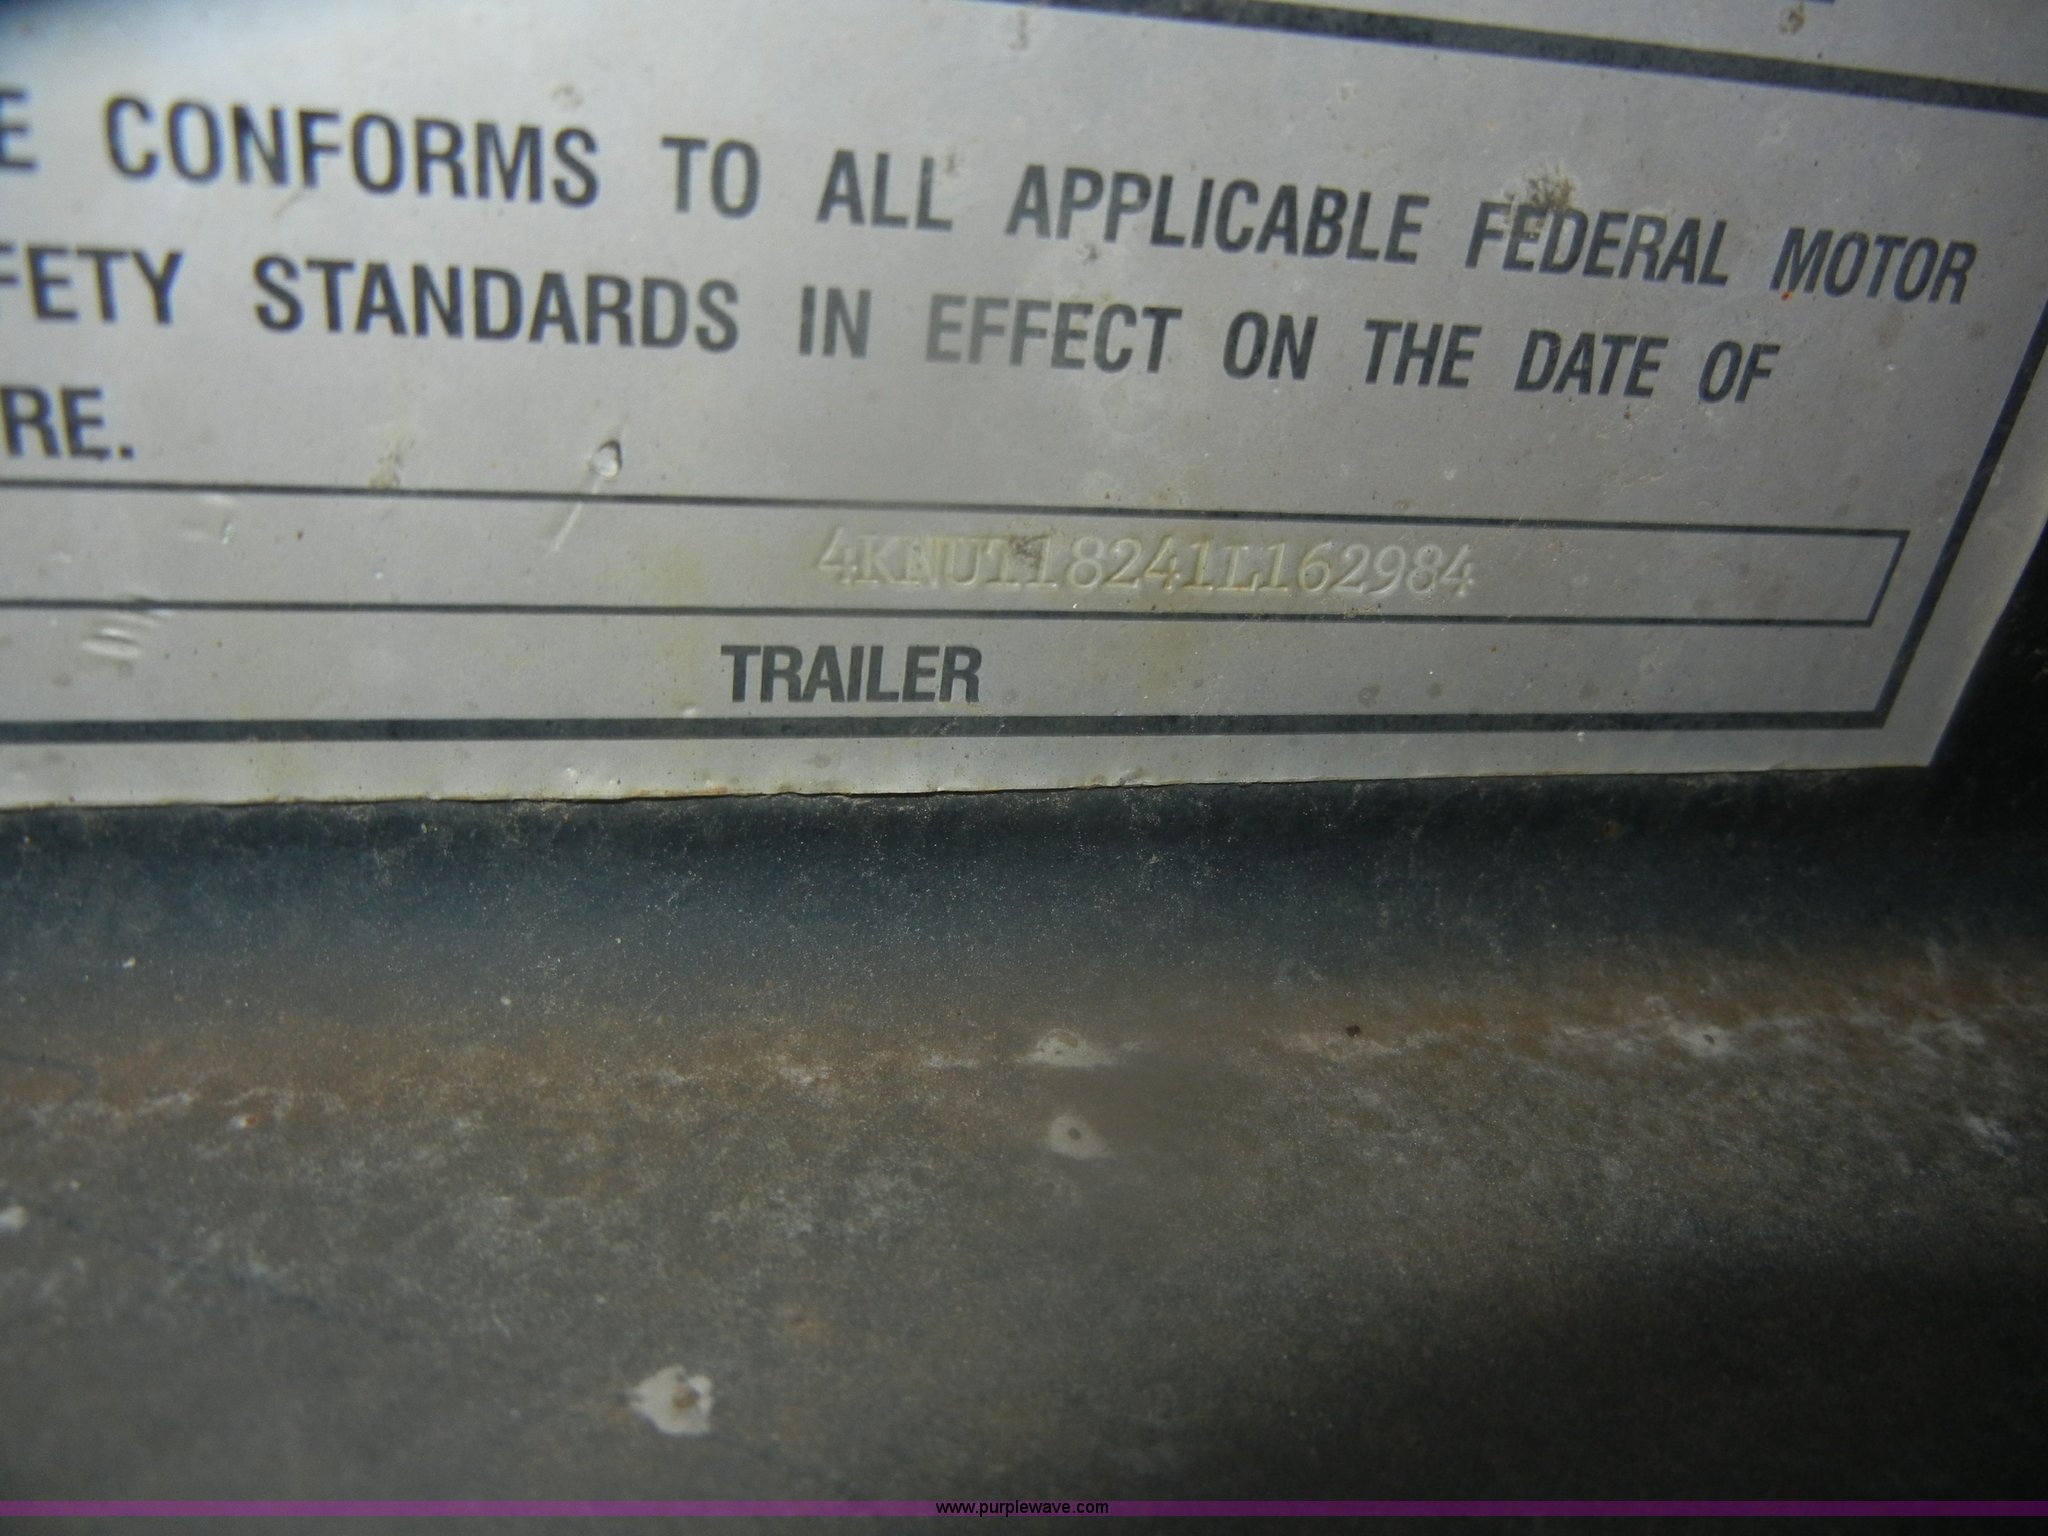 E CONFORMS TO ALL APPLICABLE FEDERAL MOTOR
FETY STANDARDS IN EFFECT ON THE DATE OF
RE.
4KNUT18241L162984
TRAILER
www.purplewave.com